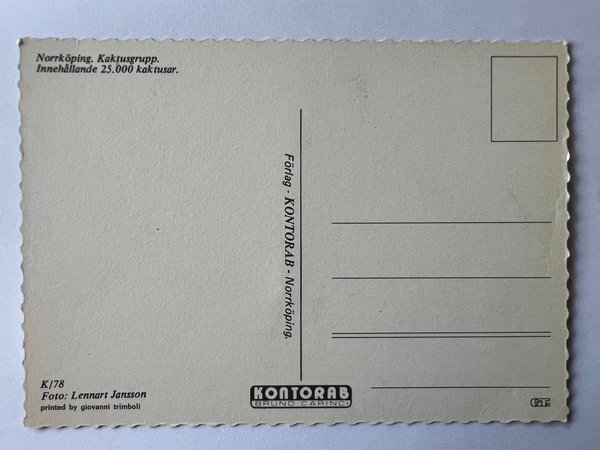 Norrköping. Kaktusgrupp.
Innehållande 25.000 kaktusar.
Förlag - KONTORAB - Norrköping.
K/78
Foto: Lennart Jansson
printed by giovanni trimboli
KONTORAB
BRUNO CARINCI